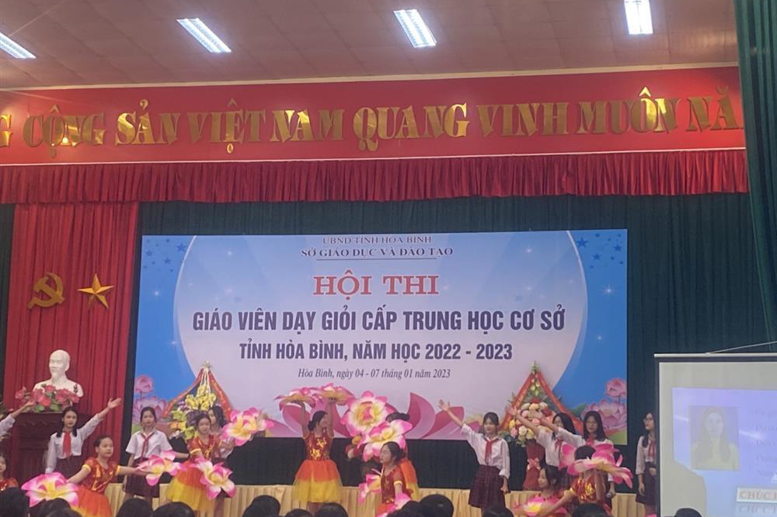 G CỘNG SẢN VIỆT NAM QUANG VINH MUÔN NĂ
UBND TỈNH HÒA BÌNH
SỞ GIÁO DỤC VÀ ĐÀO TẠO
HỘI THI
GIÁO VIÊN DẠY GIỎI CẤP TRUNG HỌC CƠ SỞ
TỈNH HÒA BÌNH, NĂM HỌC 2022 - 2023
Hòa Bình, ngày 04 - 07 tháng 01 năm 2023